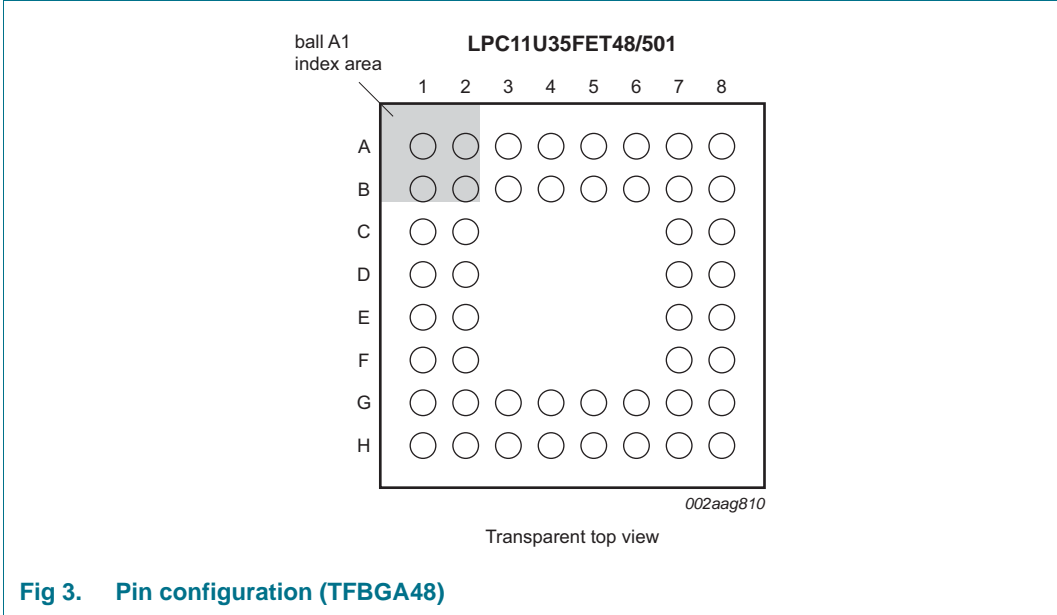 ball A1
index area
LPC11U35FET48/501
1 2 3 4 5 6 7 8
A
B
C
D
E
F
G
H
002aag810
Transparent top view
Fig 3. Pin configuration (TFBGA48)